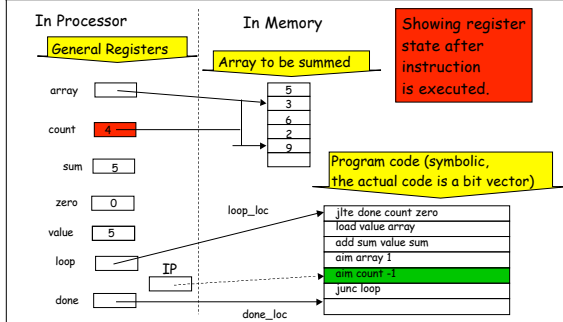 In Processor
In Memory
Showing register
state after
instruction
is executed.
General Registers
Array to be summed
array
count
4
sum
5
zero
0
value
5
loop
IP
done
5
3
6
2
9
Program code (symbolic,
the actual code is a bit vector)
loop_loc
jlte done count zero
load value array
add sum value sum
aim array 1
aim count -1
junc loop
done_loc